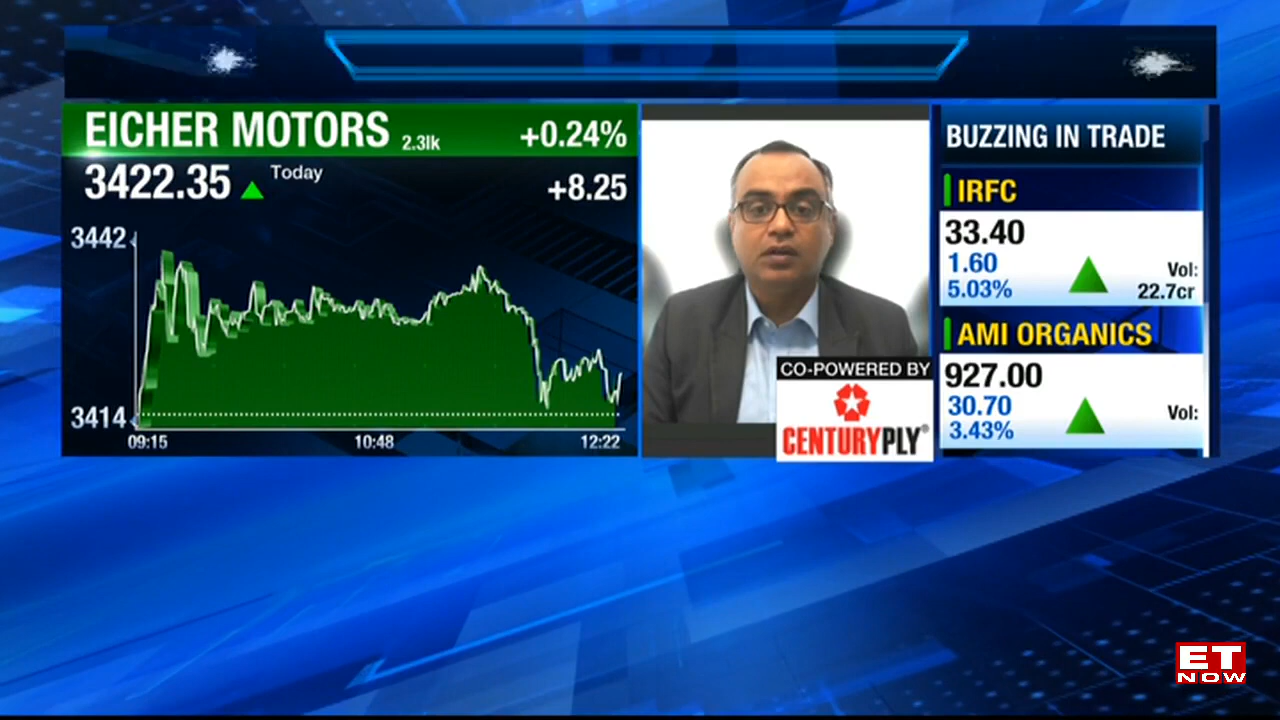 EICHER MOTORS 2.3lk +0.24%
3422.35 Today +8.25
3442
3414
09:15 10:48 12:22
CO-POWERED BY
CENTURYPLY®
BUZZING IN TRADE
IRFC
33.40
1.60
5.03%
Vol:
22.7cr
AMI ORGANICS
927.00
30.70
3.43%
Vol:
ET
NOW